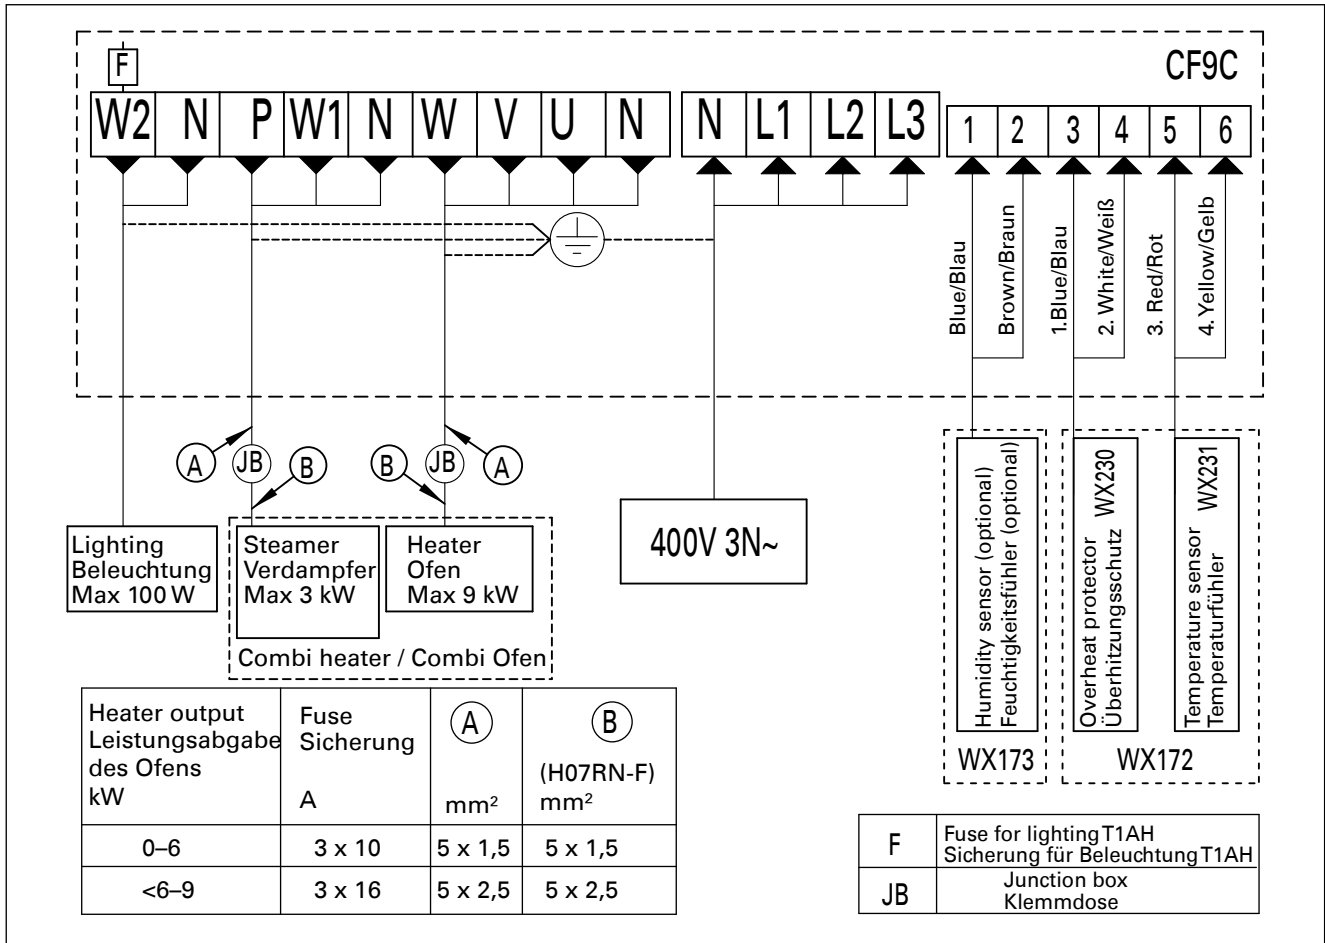 CF9C
F
W2 N P W1 N W V U N N L1 L2 L3 1 2 3 4 5 6
Blue/Blau
Brown/Braun
1.Blue/Blau
2. White/Weiß
3. Red/Rot
4. Yellow/Gelb
A JB B B JB A
Lighting
Beleuchtung
Max 100 W
Steamer
Verdampfer
Max 3 kW
Heater
Ofen
Max 9 kW
Combi heater / Combi Ofen
400V 3N~
Humidity sensor (optional)
Feuchtigkeitsfühler (optional)
WX173
Overheat protector WX230
Überhitzungsschutz
Temperature sensor WX231
Temperaturfühler
WX172
Heater output
Leistungsabgabe
des Ofens
kW
Fuse
Sicherung
A
A
mm²
B
(H07RN-F)
mm²
0–6 3 x 10 5 x 1,5 5 x 1,5
<6–9 3 x 16 5 x 2,5 5 x 2,5
F Fuse for lighting T1AH
Sicherung für Beleuchtung T1AH
JB Junction box
Klemmdose